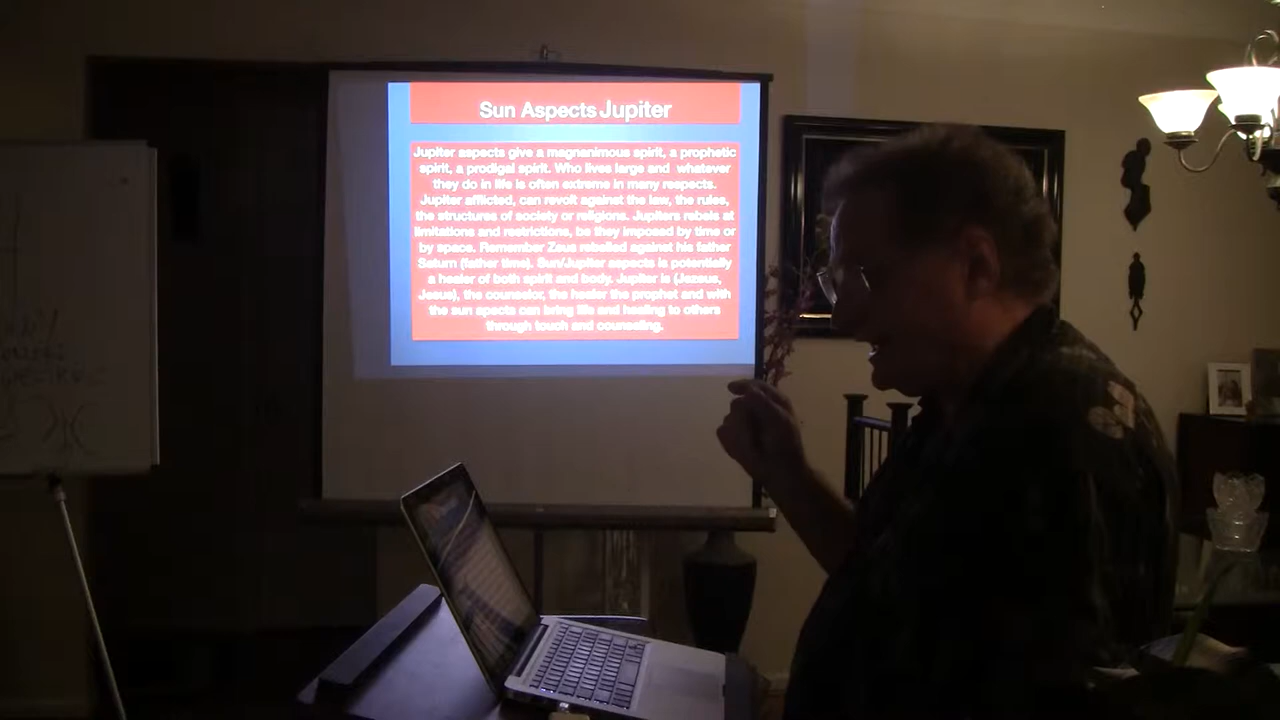 Sun Aspects Jupiter
Jupiter aspects give a magnanimous spirit, a prophetic
spirit, a prodigal spirit. Who lives large and whatever
they do in life is often extreme in many respects.
Jupiter afflicted, can revolt against the law, the rules,
the structures of society or religions. Jupiters rebels at
limitations and restrictions, be they imposed by time or
by space. Remember Zeus rebelled against his father
Saturn (father time). Sun/Jupiter aspects is potentially
a healer of both spirit and body. Jupiter is (Jazeus,
Jesus), the counselor, the healer the prophet and with
the sun apects can bring life and healing to others
through touch and counseling.